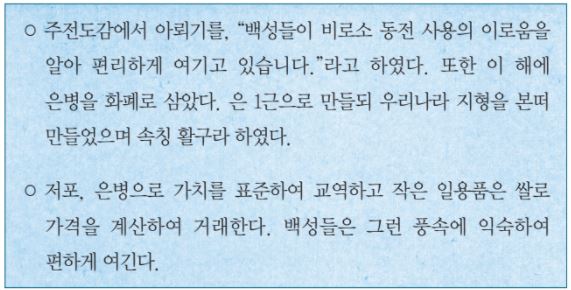 ○ 주전도감에서 아뢰기를, “백성들이 비로소 동전 사용의 이로움을
알아 편리하게 여기고 있습니다.”라고 하였다. 또한 이 해에
은병을 화폐로 삼았다. 은 1근으로 만들되 우리나라 지형을 본떠
만들었으며 속칭 활구라 하였다.
○ 저포, 은병으로 가치를 표준하여 교역하고 작은 일용품은 쌀로
가격을 계산하여 거래한다. 백성들은 그런 풍속에 익숙하여
편하게 여긴다.